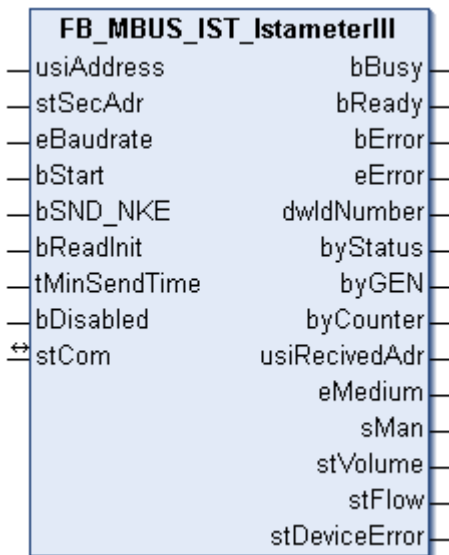 FB_MBUS_IST_IstameterIII
usiAddress bBusy
stSecAdr bReady
eBaudrate bError
bStart eError
bSND_NKE dwIdNumber
bReadInit byStatus
tMinSendTime byGEN
bDisabled byCounter
stCom usiRecivedAdr
eMedium
sMan
stVolume
stFlow
stDeviceError